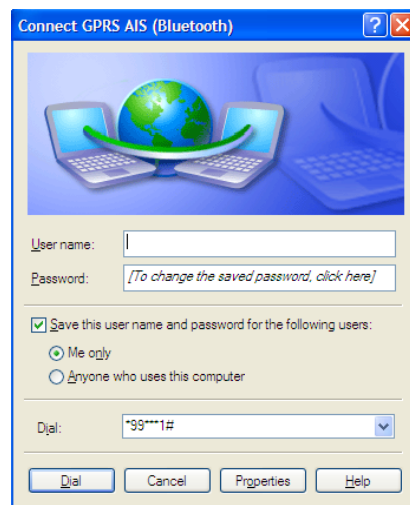 Connect GPRS AIS (Bluetooth)
User name:
Password: [To change the saved password, click here]
Save this user name and password for the following users:
Me only
Anyone who uses this computer
Dial: *99***1#
Dial Cancel Properties Help